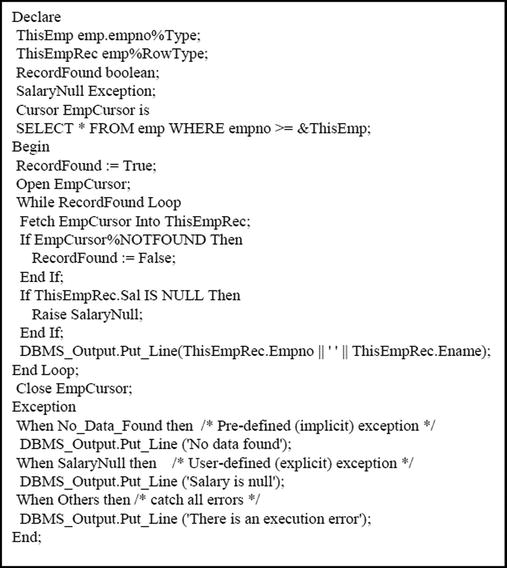 Declare
ThisEmp emp.empno%Type;
ThisEmpRec emp%RowType;
RecordFound boolean;
SalaryNull Exception;
Cursor EmpCursor is
SELECT * FROM emp WHERE empno >= &ThisEmp;
Begin
RecordFound := True;
Open EmpCursor;
While RecordFound Loop
Fetch EmpCursor Into ThisEmpRec;
If EmpCursor%NOTFOUND Then
RecordFound := False;
End If;
If ThisEmpRec.Sal IS NULL Then
Raise SalaryNull;
End If;
DBMS_Output.Put_Line(ThisEmpRec.Empno || ' ' || ThisEmpRec.Ename);
End Loop;
Close EmpCursor;
Exception
When No_Data_Found then /* Pre-defined (implicit) exception */
DBMS_Output.Put_Line ('No data found');
When SalaryNull then /* User-defined (explicit) exception */
DBMS_Output.Put_Line ('Salary is null');
When Others then /* catch all errors */
DBMS_Output.Put_Line ('There is an execution error');
End;